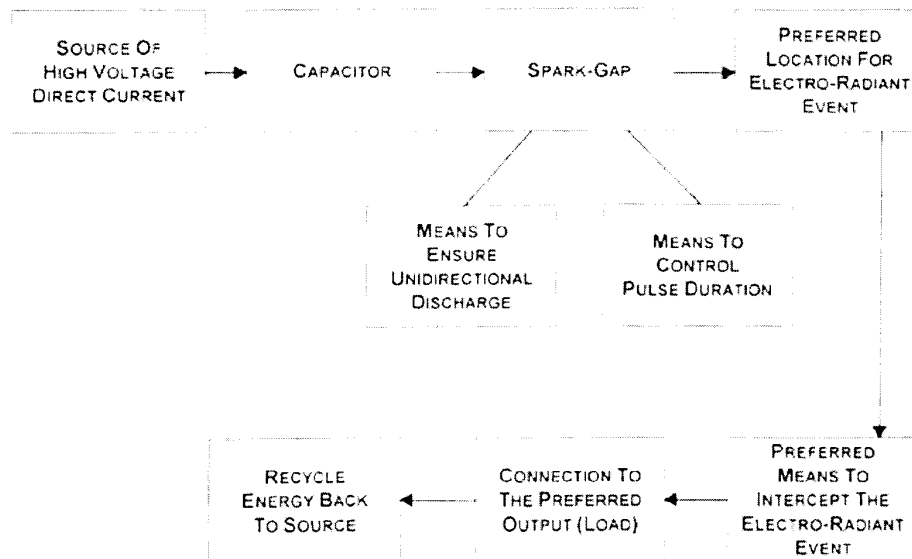 SOURCE OF
HIGH VOLTAGE
DIRECT CURRENT
CAPACITOR
SPARK-GAP
PREFERRED
LOCATION FOR
ELECTRO-RADIANT
EVENT
MEANS TO
ENSURE
UNIDIRECTIONAL
DISCHARGE
MEANS TO
CONTROL
PULSE DURATION
RECYCLE
ENERGY BACK
TO SOURCE
CONNECTION TO
THE PREFERRED
OUTPUT (LOAD)
PREFERRED
MEANS TO
INTERCEPT THE
ELECTRO-RADIANT
EVENT